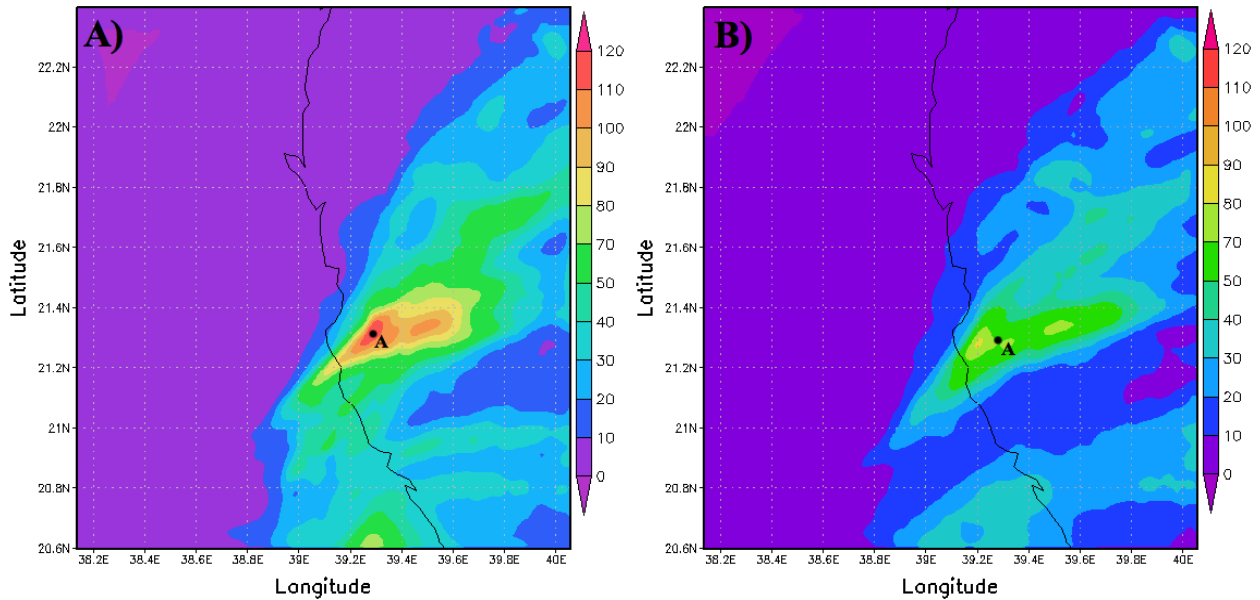 A)
22.2N
22N
21.8N
21.6N
21.4N
21.2N
21N
20.8N
20.6N
38.2E 38.4E 38.6E 38.8E 39E 39.2E 39.4E 39.6E 39.8E 40E
Latitude
Longitude
A
120
110
100
90
80
70
60
50
40
30
20
10
0
B)
22.2N
22N
21.8N
21.6N
21.4N
21.2N
21N
20.8N
20.6N
38.2E 38.4E 38.6E 38.8E 39E 39.2E 39.4E 39.6E 39.8E 40E
Latitude
Longitude
A
120
110
100
90
80
70
60
50
40
30
20
10
0